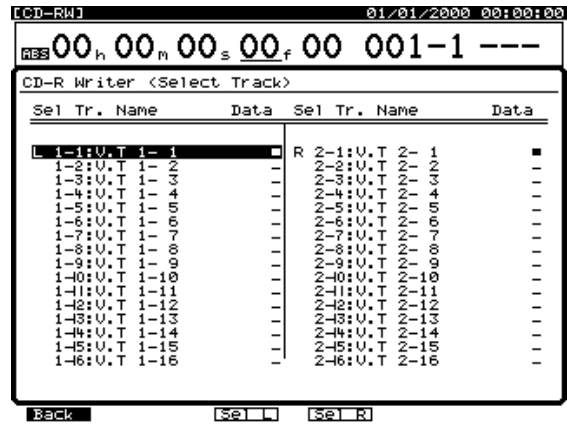 [CD-RW] 01/01/2000 00:00:00
ABS 00h 00m 00s 00f 00 001-1 ---
CD-R Writer <Select Track>
Sel Tr. Name Data Sel Tr. Name Data
L 1-1:V.T 1- 1 R 2-1:V.T 2- 1
1-2:V.T 1- 2 - 2-2:V.T 2- 2 -
1-3:V.T 1- 3 - 2-3:V.T 2- 3 -
1-4:V.T 1- 4 - 2-4:V.T 2- 4 -
1-5:V.T 1- 5 - 2-5:V.T 2- 5 -
1-6:V.T 1- 6 - 2-6:V.T 2- 6 -
1-7:V.T 1- 7 - 2-7:V.T 2- 7 -
1-8:V.T 1- 8 - 2-8:V.T 2- 8 -
1-9:V.T 1- 9 - 2-9:V.T 2- 9 -
1-10:V.T 1-10 - 2-10:V.T 2-10 -
1-11:V.T 1-11 - 2-11:V.T 2-11 -
1-12:V.T 1-12 - 2-12:V.T 2-12 -
1-13:V.T 1-13 - 2-13:V.T 2-13 -
1-14:V.T 1-14 - 2-14:V.T 2-14 -
1-15:V.T 1-15 - 2-15:V.T 2-15 -
1-16:V.T 1-16 - 2-16:V.T 2-16 -
Back Sel L Sel R